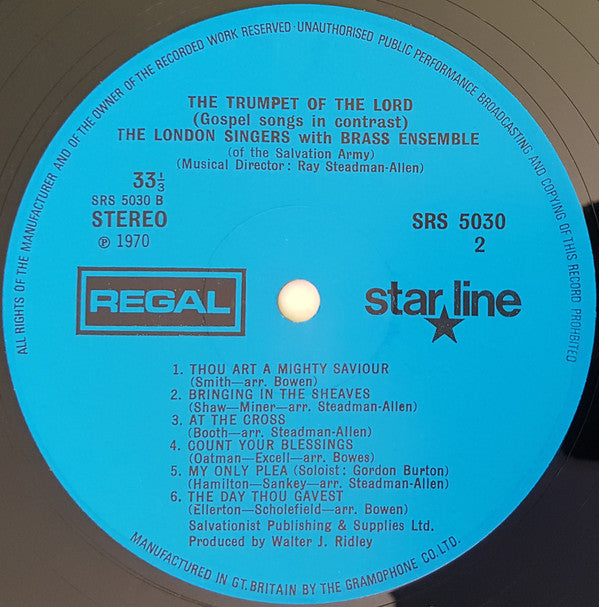 ALL RIGHTS OF THE MANUFACTURER AND OF THE OWNER OF THE RECORDED WORK RESERVED · UNAUTHORISED PUBLIC PERFORMANCE BROADCASTING AND COPYING OF THIS RECORD PROHIBITED
THE TRUMPET OF THE LORD
(Gospel songs in contrast)
THE LONDON SINGERS with BRASS ENSEMBLE
(of the Salvation Army)
(Musical Director : Ray Steadman-Allen)
33⅓
SRS 5030 B
STEREO
℗ 1970
SRS 5030
2
REGAL
star line
1. THOU ART A MIGHTY SAVIOUR
(Smith—arr. Bowen)
2. BRINGING IN THE SHEAVES
(Shaw—Miner—arr. Steadman-Allen)
3. AT THE CROSS
(Booth—arr. Steadman-Allen)
4. COUNT YOUR BLESSINGS
(Oatman—Excell—arr. Bowes)
5. MY ONLY PLEA (Soloist : Gordon Burton)
(Hamilton—Sankey—arr. Steadman-Allen)
6. THE DAY THOU GAVEST
(Ellerton—Scholefield—arr. Bowen)
Salvationist Publishing & Supplies Ltd.
Produced by Walter J. Ridley
MANUFACTURED IN GT. BRITAIN BY THE GRAMOPHONE CO. LTD.